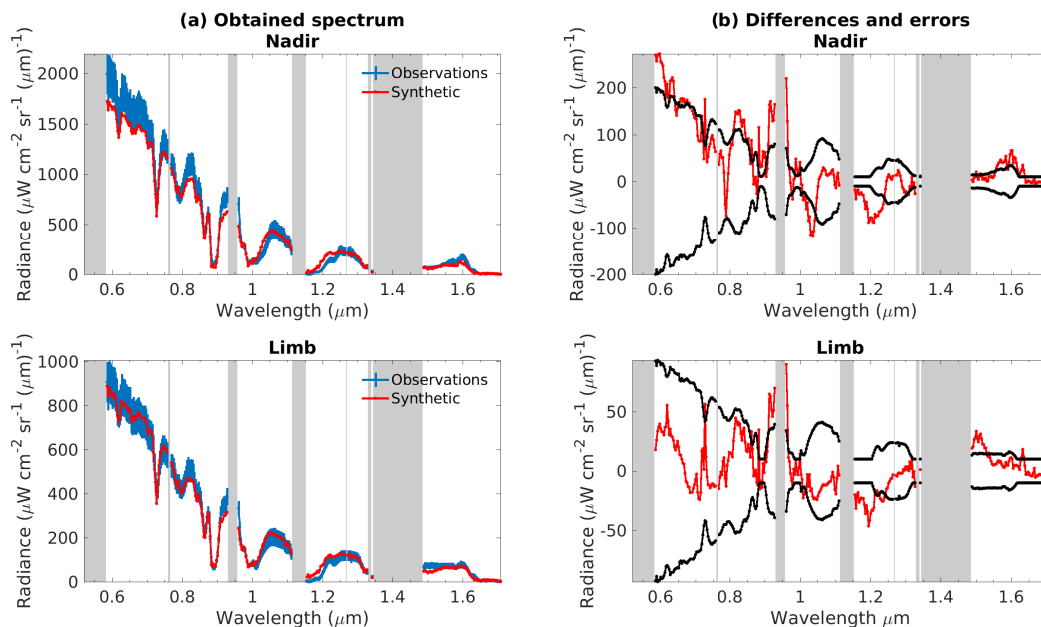 (a) Obtained spectrum
Nadir
Radiance (μW cm⁻² sr⁻¹ (μm)⁻¹)
2000
1500
1000
500
0
Observations
Synthetic
0.6 0.8 1 1.2 1.4 1.6
Wavelength (μm)
(b) Differences and errors
Nadir
Radiance (μW cm⁻² sr⁻¹ (μm)⁻¹)
200
100
0
-100
-200
0.6 0.8 1 1.2 1.4 1.6
Wavelength (μm)
Limb
Radiance (μW cm⁻² sr⁻¹ (μm)⁻¹)
1000
800
600
400
200
0
Observations
Synthetic
0.6 0.8 1 1.2 1.4 1.6
Wavelength (μm)
Limb
Radiance (μW cm⁻² sr⁻¹ (μm)⁻¹)
50
0
-50
0.6 0.8 1 1.2 1.4 1.6
Wavelength μm